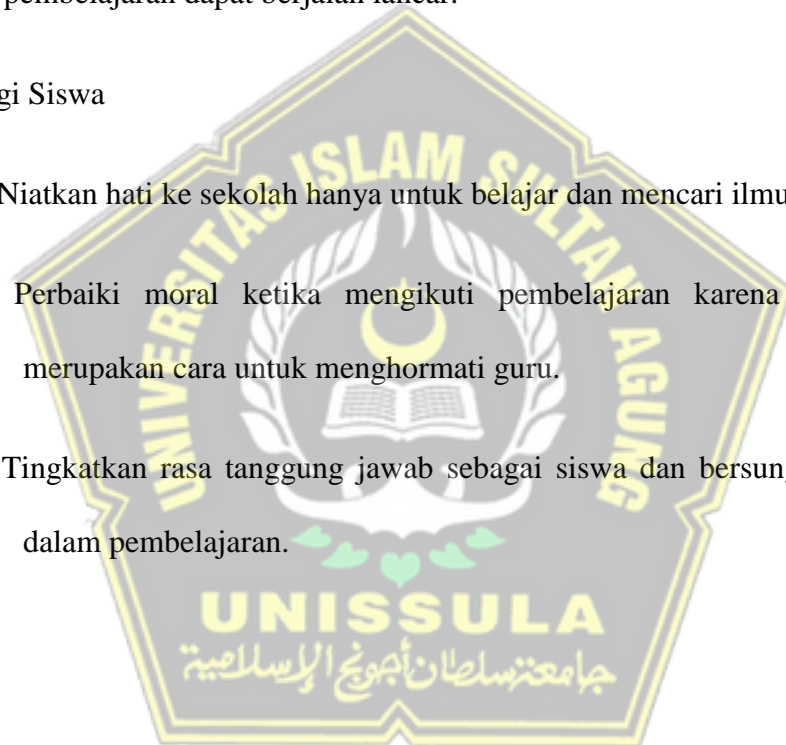 pembelajaran dapat berjalan lancar.
gi Siswa
Niatkan hati ke sekolah hanya untuk belajar dan mencari ilmu
Perbaiki moral ketika mengikuti pembelajaran karena
merupakan cara untuk menghormati guru.
Tingkatkan rasa tanggung jawab sebagai siswa dan bersung
dalam pembelajaran.
UNIVERSITAS ISLAM SULTAN AGUNG
UNISSULA
جامعة سلطان أجونج الإسلامية